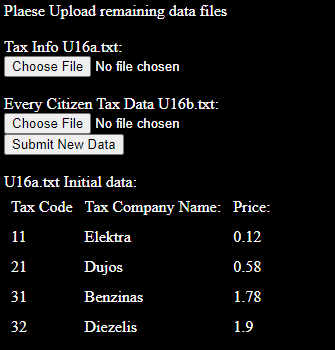 Plaese Upload remaining data files
Tax Info U16a.txt:
Choose File No file chosen
Every Citizen Tax Data U16b.txt:
Choose File No file chosen
Submit New Data
U16a.txt Initial data:
Tax Code Tax Company Name: Price:
11 Elektra 0.12
21 Dujos 0.58
31 Benzinas 1.78
32 Diezelis 1.9